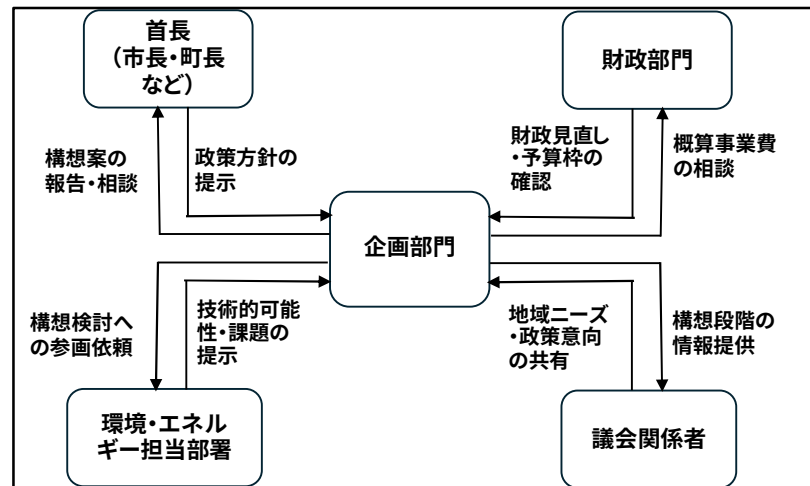 首長
（市長・町長
など）
財政部門
構想案の
報告・相談
政策方針の
提示
財政見直し
・予算枠の
確認
概算事業費
の相談
企画部門
構想検討へ
の参画依頼
技術的可能
性・課題の
提示
地域ニーズ
・政策意向
の共有
構想段階の
情報提供
環境・エネル
ギー担当部署
議会関係者